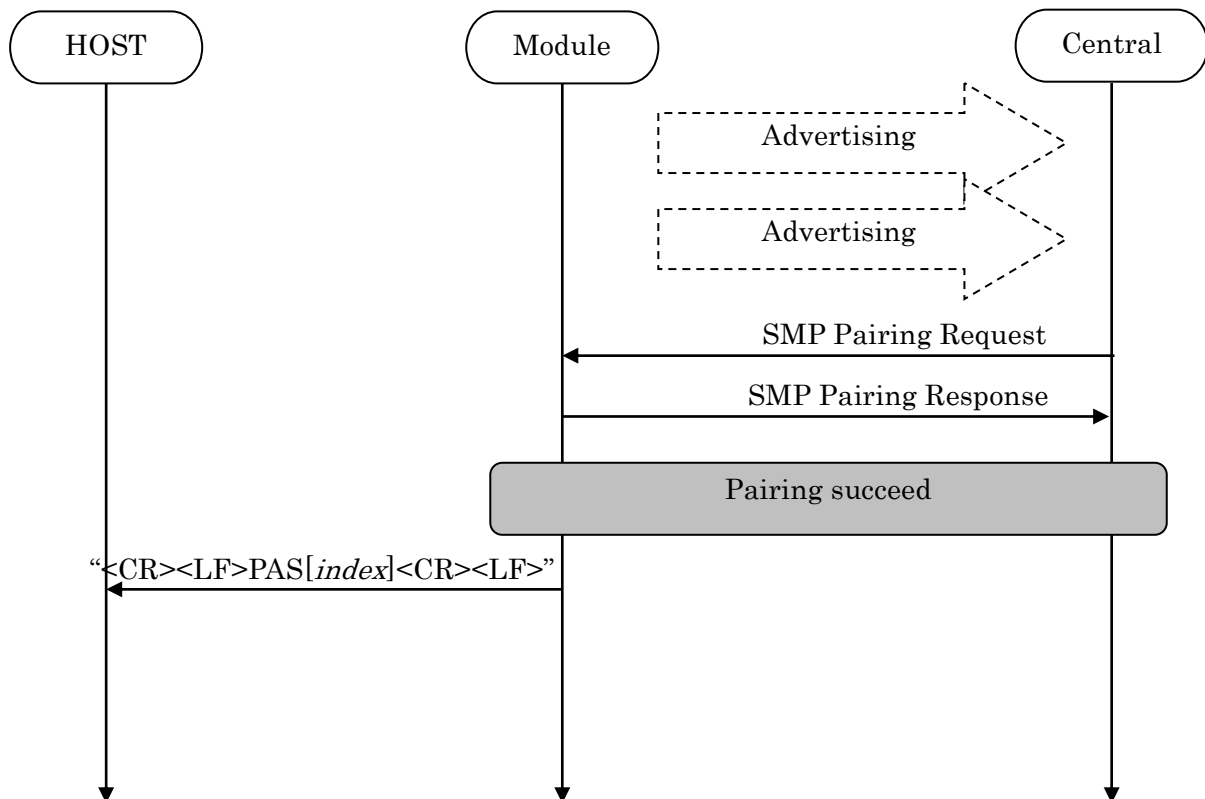 HOST
Module
Central
Advertising
Advertising
SMP Pairing Request
SMP Pairing Response
Pairing succeed
“<CR><LF>PAS[index]<CR><LF>”